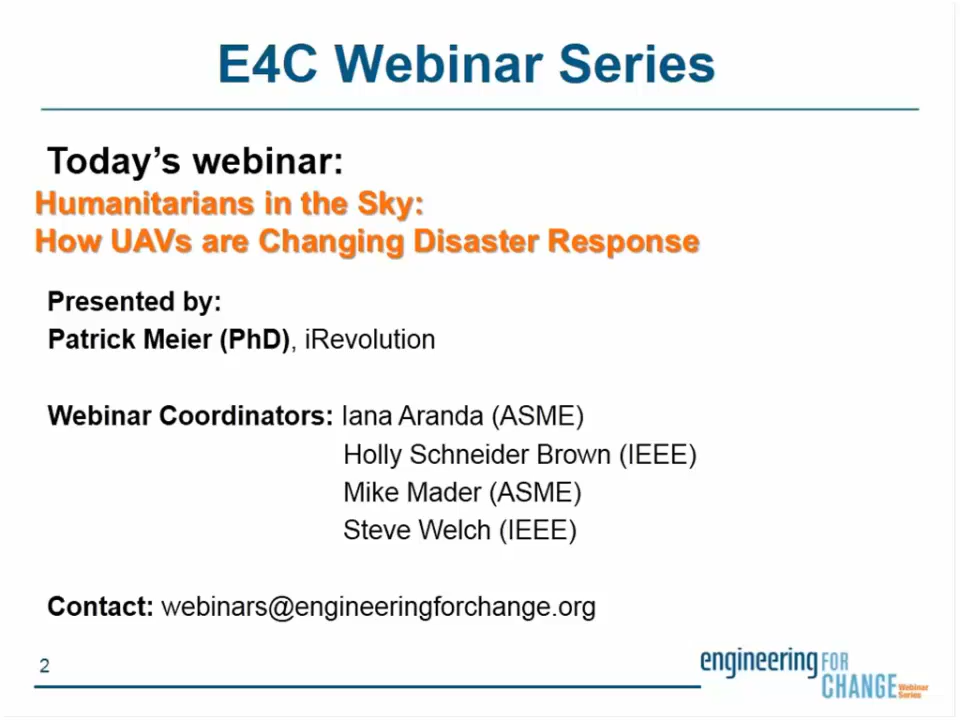 E4C Webinar Series
Today's webinar:
Humanitarians in the Sky:
How UAVs are Changing Disaster Response
Presented by:
Patrick Meier (PhD), iRevolution
Webinar Coordinators: Iana Aranda (ASME)
Holly Schneider Brown (IEEE)
Mike Mader (ASME)
Steve Welch (IEEE)
Contact: webinars@engineeringforchange.org
2
engineering FOR
CHANGE Webinar
Series